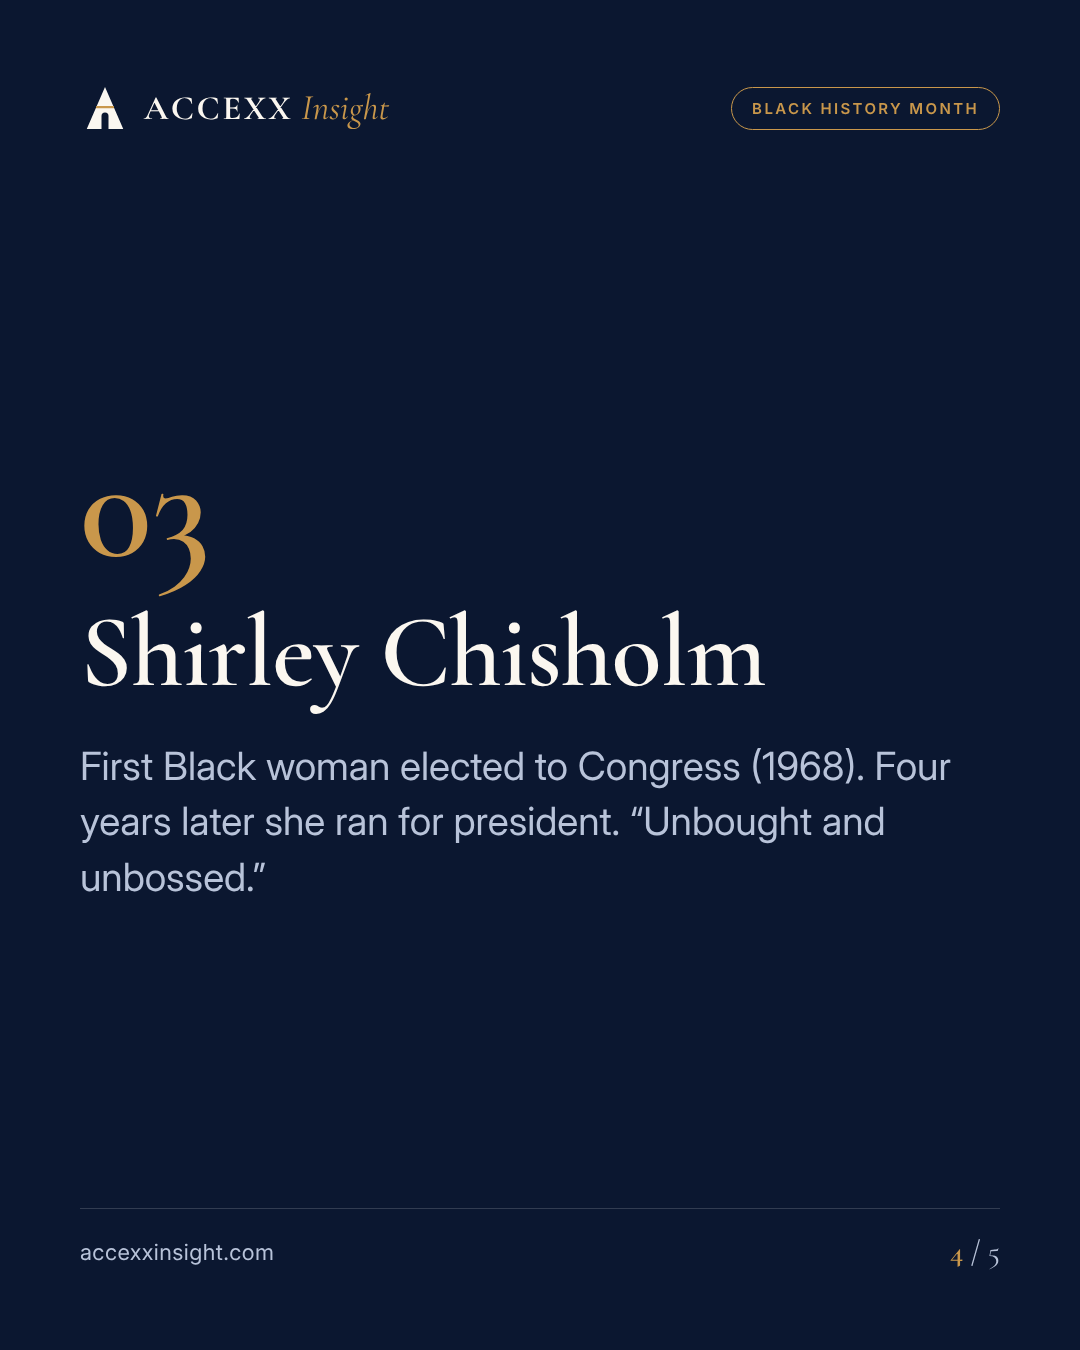 ACCEXX Insight
BLACK HISTORY MONTH
03
Shirley Chisholm
First Black woman elected to Congress (1968). Four
years later she ran for president. “Unbought and
unbossed.”
accexxinsight.com
4 / 5